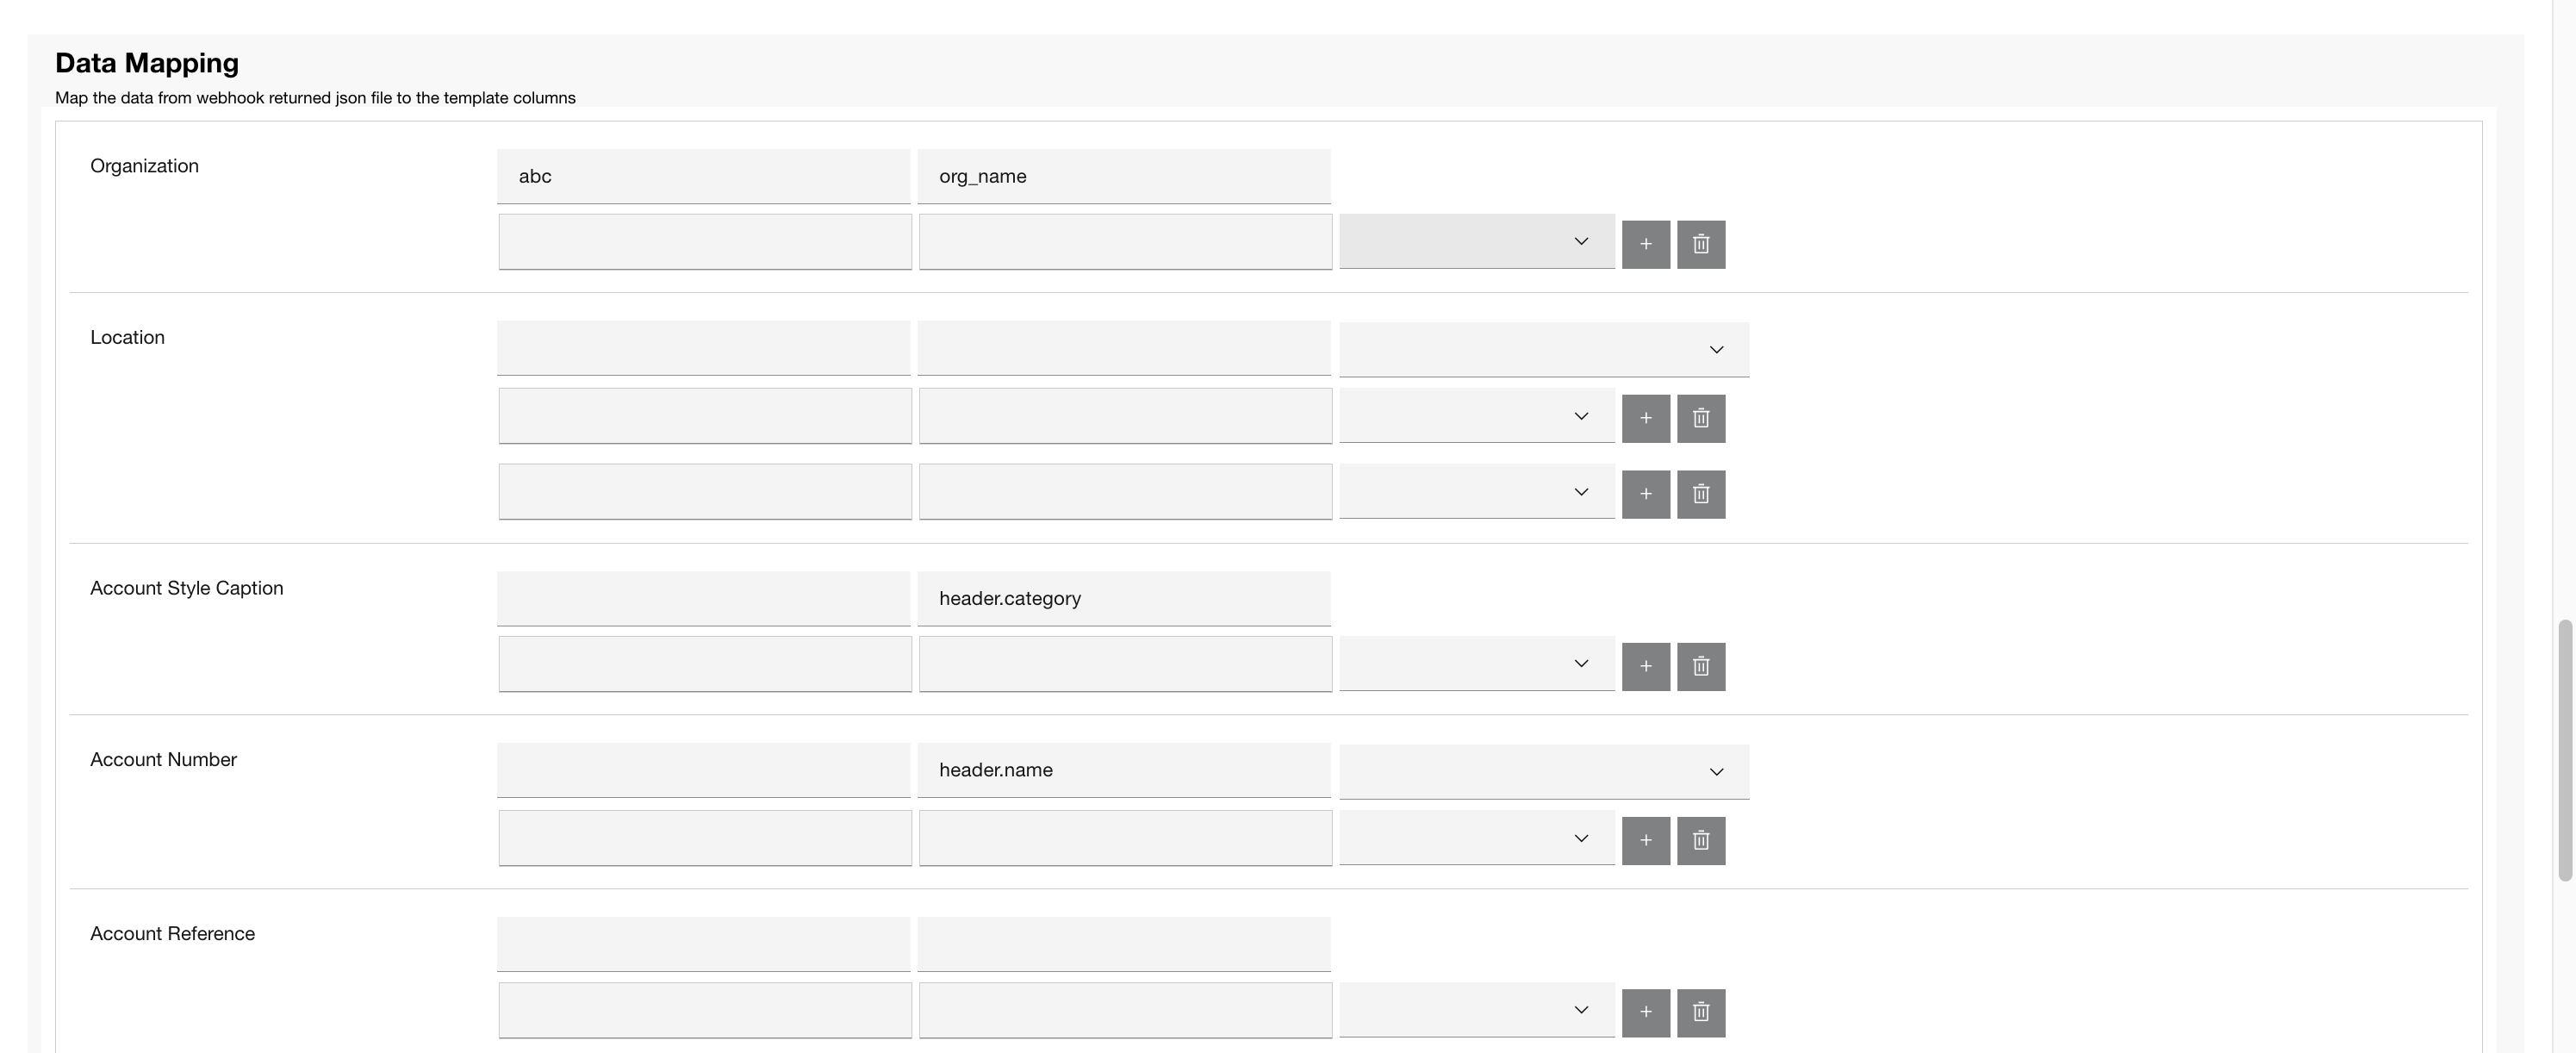 Data Mapping
Map the data from webhook returned json file to the template columns
Organization abc org_name
Location
Account Style Caption header.category
Account Number header.name
Account Reference